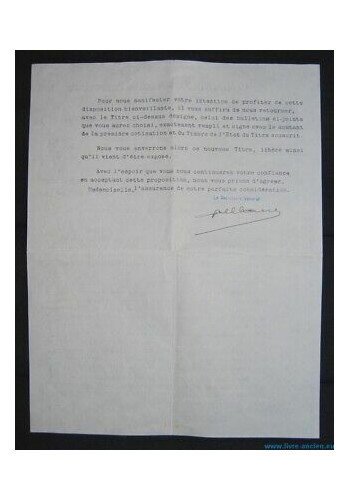 Pour nous manifester votre intention de profiter de cette
disposition bienveillante, il vous suffira de nous retourner,
avec le Titre ci-dessus désigné, celui des bulletins ci-joints
que vous aurez choisi, exactement rempli et signé avec le montant
de la première cotisation et du Timbre de l'Etat du Titre souscrit.
Nous vous enverrons alors ce nouveau Titre, libéré ainsi
qu'il vient d'être exposé.
Avec l'espoir que vous nous continuerez votre confiance
en acceptant cette proposition, nous vous prions d'agréer,
Mademoiselle, l'assurance de notre parfaite considération.
www.livre-ancien.eu